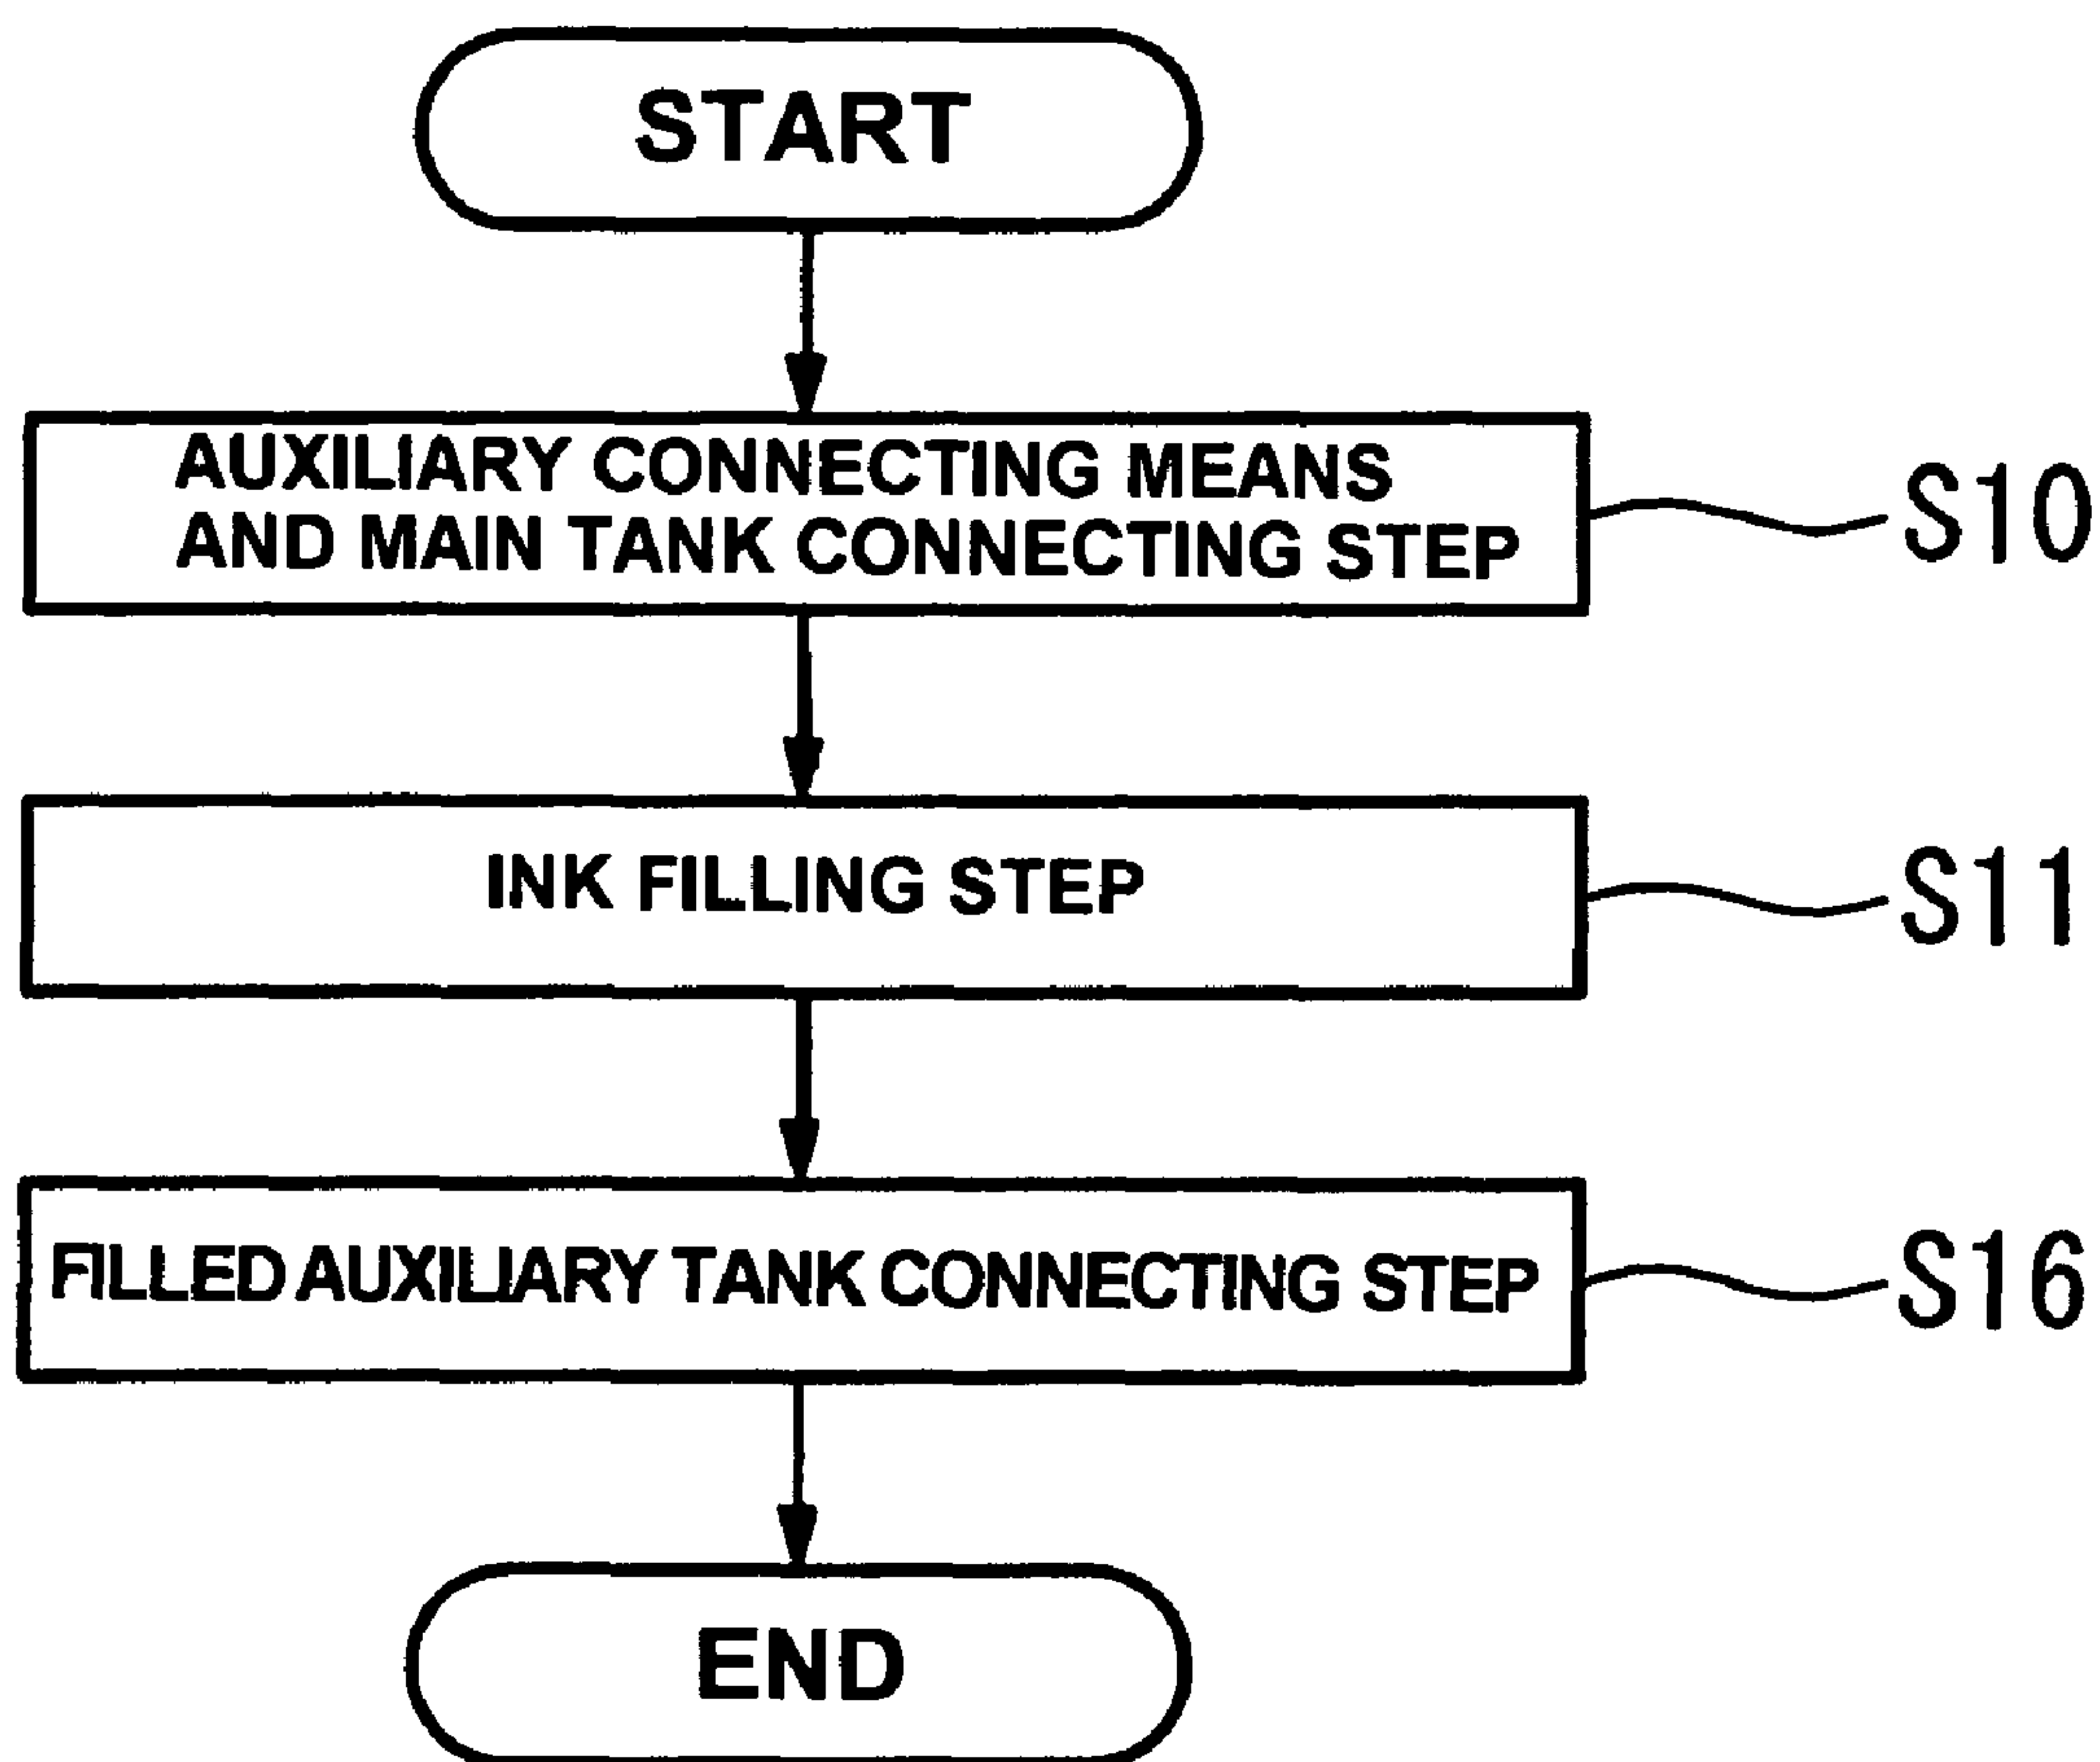 START
AUXILIARY CONNECTING MEANS
AND MAIN TANK CONNECTING STEP
S10
INK FILLING STEP
S11
FILLED AUXILIARY TANK CONNECTING STEP
S16
END